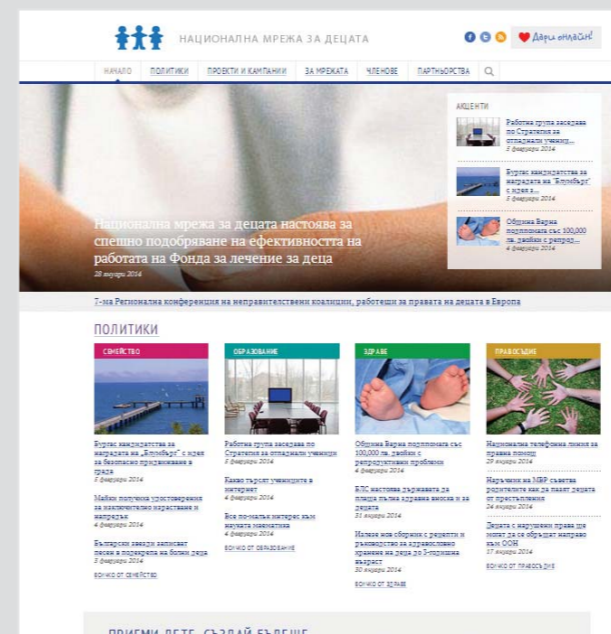 НАЦИОНАЛНА МРЕЖА ЗА ДЕЦАТА
Дари онлайн!
НАЧАЛО ПОЛИТИКИ ПРОЕКТИ И КАМПАНИИ ЗА МРЕЖАТА ЧЛЕНОВЕ ПАРТНЬОРСТВА
АКЦЕНТИ
Работна група заседава
по Стратегия за
отпаднали ученици...
5 февруари 2014
Бургас кандидатства за
наградата на "Блумбърг"
с идея з...
5 февруари 2014
Община Варна
подпомага със 100,000
лв. двойки с репрод...
4 февруари 2014
Национална мрежа за децата настоява за
спешно подобряване на ефективността на
работата на Фонда за лечение за деца
28 януари 2014
7-ма Регионална конференция на неправителствени коалиции, работещи за правата на децата в Европа
ПОЛИТИКИ
СЕМЕЙСТВО
Бургас кандидатства за
наградата на „Блумбърг" с идея
за безопасно придвижване в
града
5 февруари 2014
Майки получиха удостоверения
за изключително нарастване и
напредък
4 февруари 2014
Български звезди записват
песен в подкрепа на болни деца
3 февруари 2014
ВСИЧКО ОТ СЕМЕЙСТВО
ОБРАЗОВАНИЕ
Работна група заседава по
Стратегия за отпаднали ученици
5 февруари 2014
Какво търсят учениците в
интернет
4 февруари 2014
Все по-малък интерес към
науката математика
4 февруари 2014
ВСИЧКО ОТ ОБРАЗОВАНИЕ
ЗДРАВЕ
Община Варна подпомага със
100,000 лв. двойки с
репродуктивни проблеми
4 февруари 2014
БЛС настоява държавата да
плаща пълна здравна вноска и за
децата
31 януари 2014
Излезе нов сборник с рецепти и
ръководство за здравословно
хранене на деца до 3-годишна
възраст
30 януари 2014
ВСИЧКО ОТ ЗДРАВЕ
ПРАВОСЪДИЕ
Национална телефонна линия за
правна помощ
29 януари 2014
Наръчник на МВР съветва
родителите как да пазят децата
от престъпления
24 януари 2014
Децата с нарушени права ще
могат да се обръщат направо
към ООН
17 януари 2014
ВСИЧКО ОТ ПРАВОСЪДИЕ
ПРИЕМИ ДЕТЕ, СЪЗДАЙ БЪДЕЩЕ